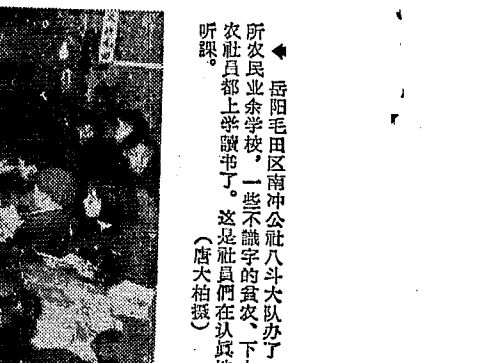 岳阳毛田区南冲公社八斗大队办了
所农民业余学校，一些不識字的貧农、下
农社员都上学讀书了。这是社員們在认真
听課。
（唐大柏摄）